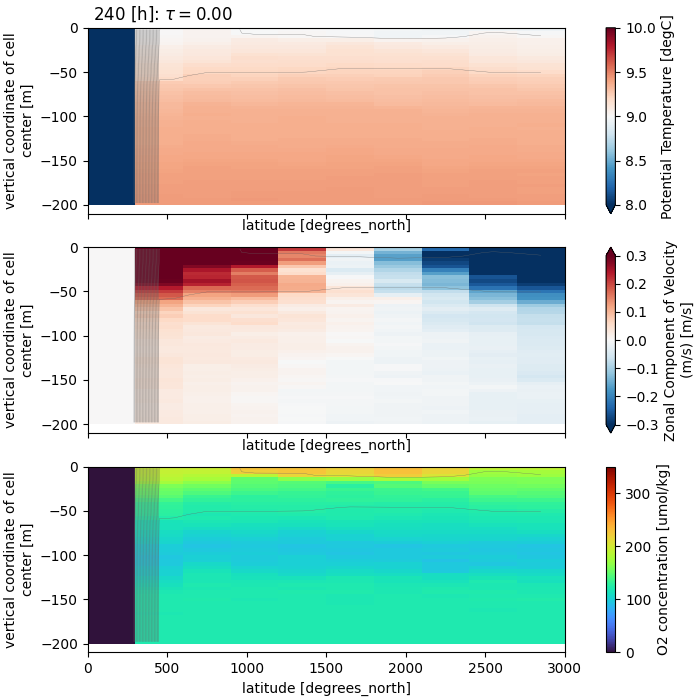 240 [h]: τ = 0.00
0
−50
−100
−150
−200
vertical coordinate of cell
center [m]
latitude [degrees_north]
10.0
9.5
9.0
8.5
8.0
Potential Temperature [degC]
0
−50
−100
−150
−200
vertical coordinate of cell
center [m]
latitude [degrees_north]
0.3
0.2
0.1
0.0
−0.1
−0.2
−0.3
Zonal Component of Velocity
(m/s) [m/s]
0
−50
−100
−150
−200
vertical coordinate of cell
center [m]
0 500 1000 1500 2000 2500 3000
latitude [degrees_north]
300
200
100
0
O2 concentration [umol/kg]